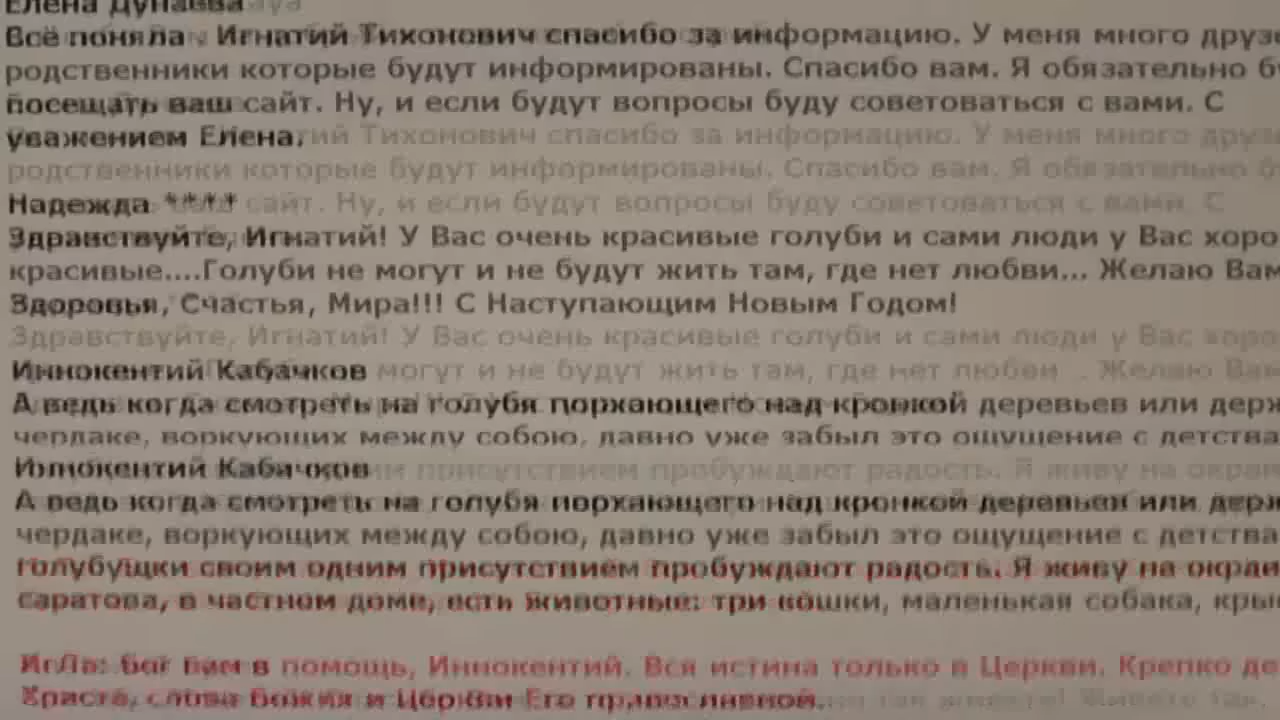 Елена Дунаева
Всё поняла . Игнатий Тихонович спасибо за информацию. У меня много друзе
родственники которые будут информированы. Спасибо вам. Я обязательно б
посещать ваш сайт. Ну, и если будут вопросы буду советоваться с вами. С
уважением Елена.
Надежда ****
Здравствуйте, Игнатий! У Вас очень красивые голуби и сами люди у Вас хоро
красивые....Голуби не могут и не будут жить там, где нет любви... Желаю Вам
Здоровья, Счастья, Мира!!! С Наступающим Новым Годом!
Иннокентий Кабачков
А ведь когда смотреть на голубя порхающего над кронкой деревьев или держ
чердаке, воркующих между собою, давно уже забыл это ощущение с детства
Иннокентий Кабачков
А ведь когда смотреть на голубя порхающего над кронкой деревьев или держ
чердаке, воркующих между собою, давно уже забыл это ощущение с детства
голубушки своим одним присутствием пробуждают радость. Я живу на окраи
саратова, в частном доме, есть животные: три кошки, маленькая собака, кры
ИгЛа: Бог вам в помощь, Иннокентий. Вся истина только в Церкви. Крепко де
Христа, слова Божия и Церкви Его православной.